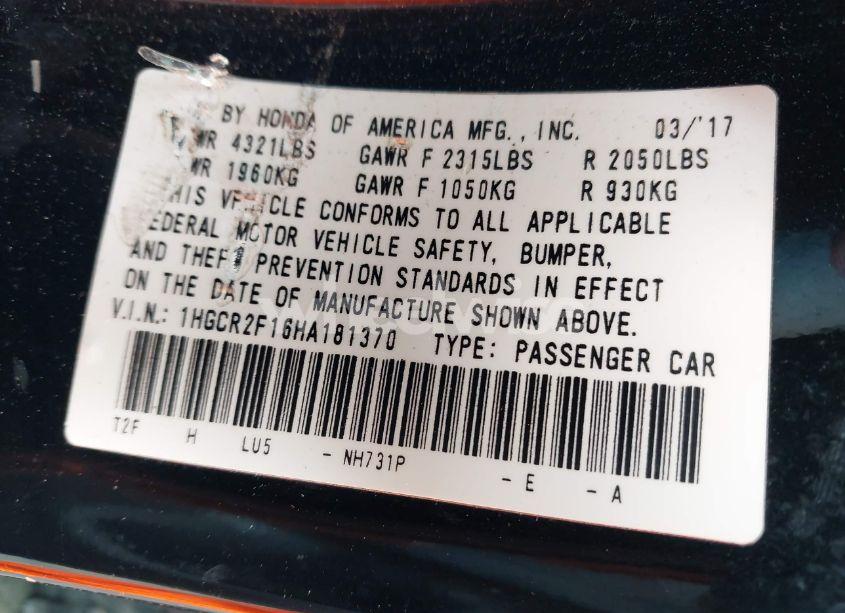 BY HONDA OF AMERICA MFG., INC. 03/'17
4321LBS GAWR F 2315LBS R 2050LBS
1960KG GAWR F 1050KG R 930KG
THIS VEHICLE CONFORMS TO ALL APPLICABLE
FEDERAL MOTOR VEHICLE SAFETY, BUMPER,
AND THEFT PREVENTION STANDARDS IN EFFECT
ON THE DATE OF MANUFACTURE SHOWN ABOVE.
V.I.N.: 1HGCR2F16HA181370 TYPE: PASSENGER CAR
T2F H LU5 - NH731P - E - A